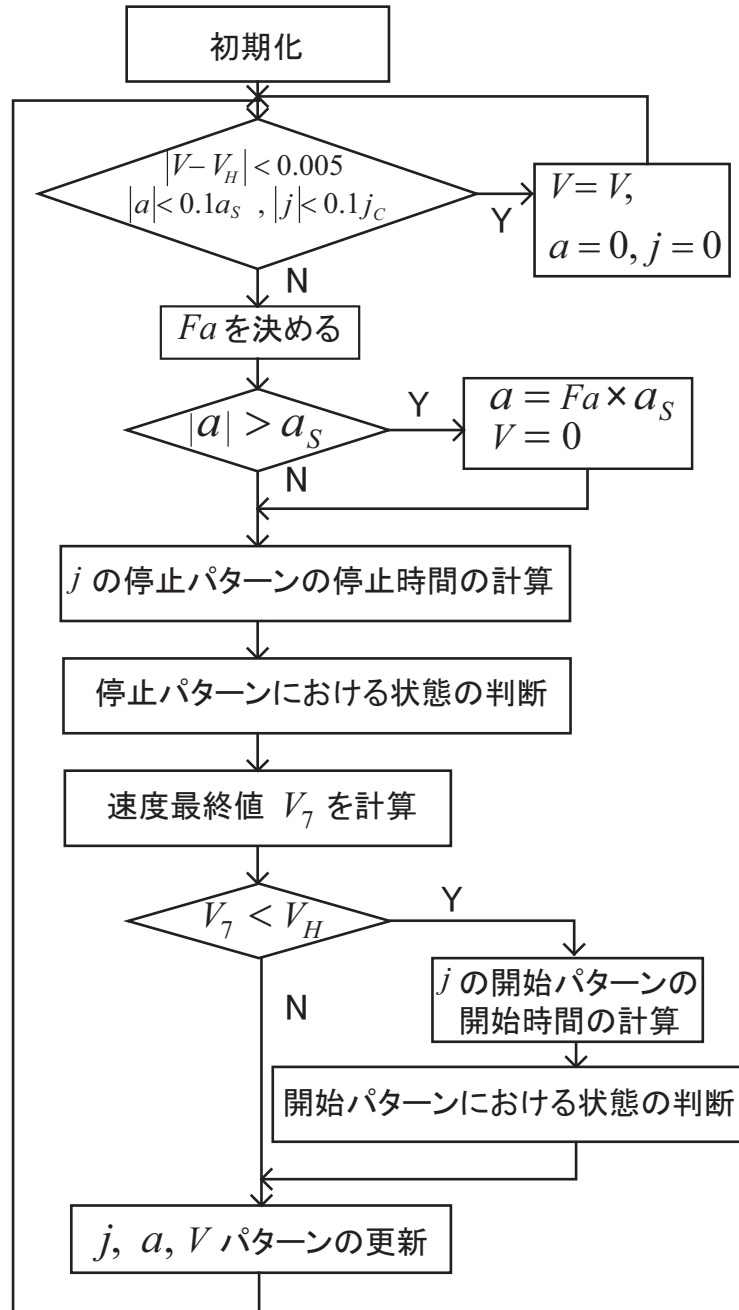 初期化
|V− V_H| < 0.005
|a| < 0.1a_S , |j| < 0.1j_C
Y
V = V,
a = 0, j = 0
N
Fa を決める
|a| > a_S
Y
a = Fa × a_S
V = 0
N
j の停止パターンの停止時間の計算
停止パターンにおける状態の判断
速度最終値 V_7 を計算
V_7 < V_H
Y
j の開始パターンの
開始時間の計算
N
開始パターンにおける状態の判断
j, a, V パターンの更新